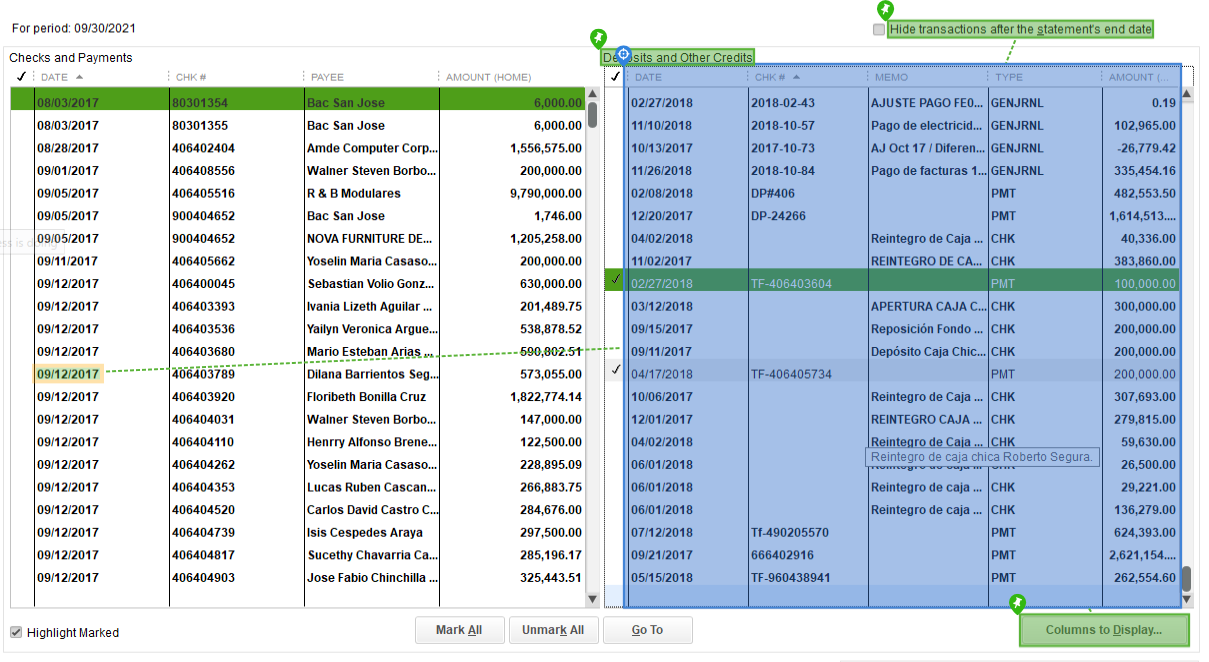 For period: 09/30/2021
Hide transactions after the statement's end date
Checks and Payments
DATE CHK # PAYEE AMOUNT (HOME)
08/03/2017 80301354 Bac San Jose 6,000.00
08/03/2017 80301355 Bac San Jose 6,000.00
08/28/2017 406402404 Amde Computer Corp... 1,556,575.00
09/01/2017 406408556 Walner Steven Borbo... 200,000.00
09/05/2017 406405516 R & B Modulares 9,790,000.00
09/05/2017 900404652 Bac San Jose 1,746.00
09/05/2017 900404652 NOVA FURNITURE DE... 1,205,258.00
09/11/2017 406405662 Yoselin Maria Casaso... 200,000.00
09/12/2017 406400045 Sebastian Volio Gonz... 630,000.00
09/12/2017 406403393 Ivania Lizeth Aguilar ... 201,489.75
09/12/2017 406403536 Yailyn Veronica Argue... 538,878.52
09/12/2017 406403680 Mario Esteban Arias ... 590,802.51
09/12/2017 406403789 Dilana Barrientos Seg... 573,055.00
09/12/2017 406403920 Floribeth Bonilla Cruz 1,822,774.14
09/12/2017 406404031 Walner Steven Borbo... 147,000.00
09/12/2017 406404110 Henrry Alfonso Brene... 122,500.00
09/12/2017 406404262 Yoselin Maria Casaso... 228,895.09
09/12/2017 406404353 Lucas Ruben Cascan... 266,883.75
09/12/2017 406404520 Carlos David Castro C... 284,676.00
09/12/2017 406404739 Isis Cespedes Araya 297,500.00
09/12/2017 406404817 Sucethy Chavarria Ca... 285,196.17
09/12/2017 406404903 Jose Fabio Chinchilla ... 325,443.51
and Other Credits
DATE CHK # MEMO TYPE AMOUNT (...
02/27/2018 2018-02-43 AJUSTE PAGO FE0... GENJRNL 0.19
11/10/2018 2018-10-57 Pago de electricid... GENJRNL 102,965.00
10/13/2017 2017-10-73 AJ Oct 17 / Diferen... GENJRNL -26,779.42
11/26/2018 2018-10-84 Pago de facturas 1... GENJRNL 335,454.16
02/08/2018 DP#406 PMT 482,553.50
12/20/2017 DP-24266 PMT 1,614,513....
04/02/2018 Reintegro de Caja ... CHK 40,336.00
11/02/2017 REINTEGRO DE CA... CHK 383,860.00
02/27/2018 TF-406403604 PMT 100,000.00
03/12/2018 APERTURA CAJA C... CHK 300,000.00
09/15/2017 Reposición Fondo ... CHK 200,000.00
09/11/2017 Depósito Caja Chic... CHK 200,000.00
04/17/2018 TF-406405734 PMT 200,000.00
10/06/2017 Reintegro de Caja ... CHK 307,693.00
12/01/2017 REINTEGRO CAJA ... CHK 279,815.00
04/02/2018 Reintegro de Caja ... CHK 59,630.00
Reintegro de caja chica Roberto Segura.
06/01/2018 26,500.00
06/01/2018 Reintegro de caja ... CHK 29,221.00
06/01/2018 Reintegro de caja ... CHK 136,279.00
07/12/2018 Tf-490205570 PMT 624,393.00
09/21/2017 666402916 PMT 2,621,154....
05/15/2018 TF-960438941 PMT 262,554.60
Highlight Marked
Mark All
Unmark All
Go To
Columns to Display...